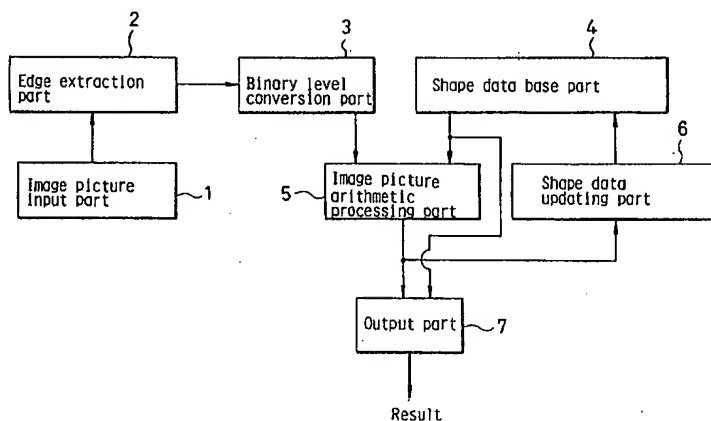 2
3
4
Edge extraction
part
Binary level
conversion part
Shape data base part
6
Image picture
input part
1
5
Image picture
arithmetic
processing part
Shape data
updating part
Output part
7
Result